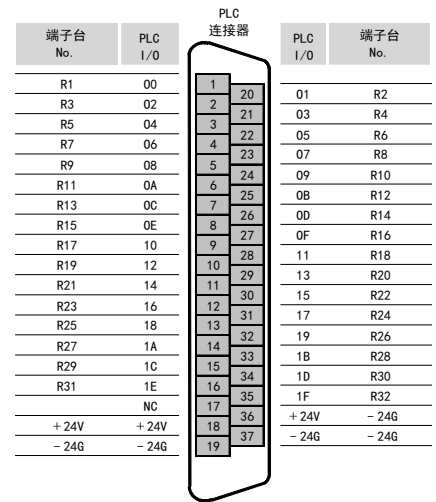 PLC
连接器
端子台 No. PLC I/O
PLC I/O 端子台 No.
R1 00 1
20 01 R2
R3 02 2
21 03 R4
R5 04 3
22 05 R6
R7 06 4
23 07 R8
R9 08 5
24 09 R10
R11 0A 6
25 0B R12
R13 0C 7
26 0D R14
R15 0E 8
27 0F R16
R17 10 9
28 11 R18
R19 12 10
29 13 R20
R21 14 11
30 15 R22
R23 16 12
31 17 R24
R25 18 13
32 19 R26
R27 1A 14
33 1B R28
R29 1C 15
34 1D R30
R31 1E 16
35 1F R32
NC 17
36 +24V -24G
+24V +24V 18
37 -24G -24G
-24G -24G 19